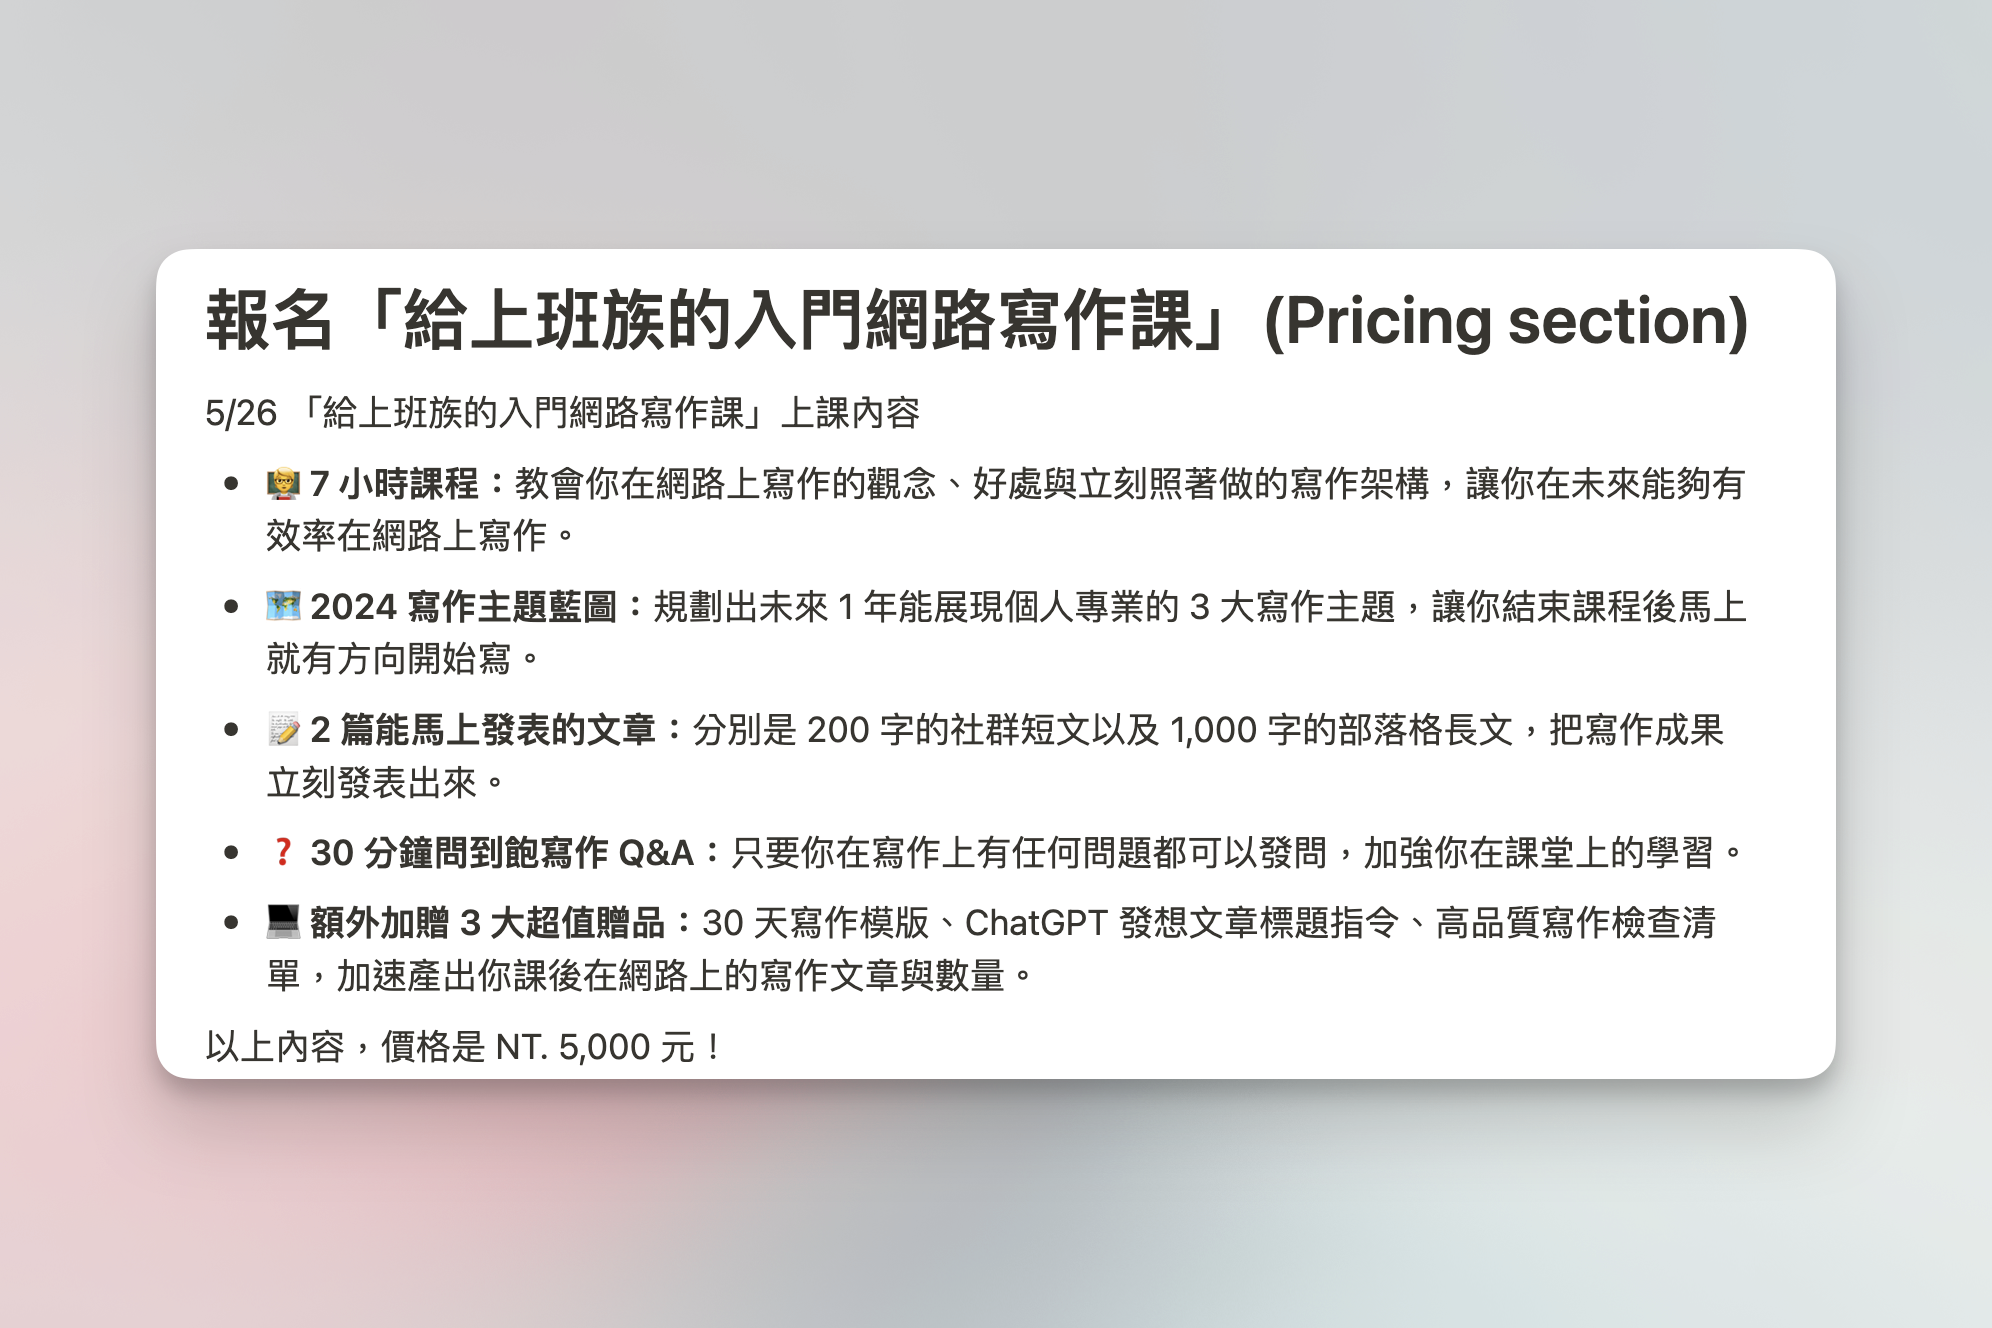 報名「給上班族的入門網路寫作課」(Pricing section)
5/26 「給上班族的入門網路寫作課」上課內容
• 👨‍🏫 7 小時課程：教會你在網路上寫作的觀念、好處與立刻照著做的寫作架構，讓你在未來能夠有
效率在網路上寫作。
• 🗺️ 2024 寫作主題藍圖：規劃出未來 1 年能展現個人專業的 3 大寫作主題，讓你結束課程後馬上
就有方向開始寫。
• 📝 2 篇能馬上發表的文章：分別是 200 字的社群短文以及 1,000 字的部落格長文，把寫作成果
立刻發表出來。
• ❓ 30 分鐘問到飽寫作 Q&A：只要你在寫作上有任何問題都可以發問，加強你在課堂上的學習。
• 💻 額外加贈 3 大超值贈品：30 天寫作模版、ChatGPT 發想文章標題指令、高品質寫作檢查清
單，加速產出你課後在網路上的寫作文章與數量。
以上內容，價格是 NT. 5,000 元！